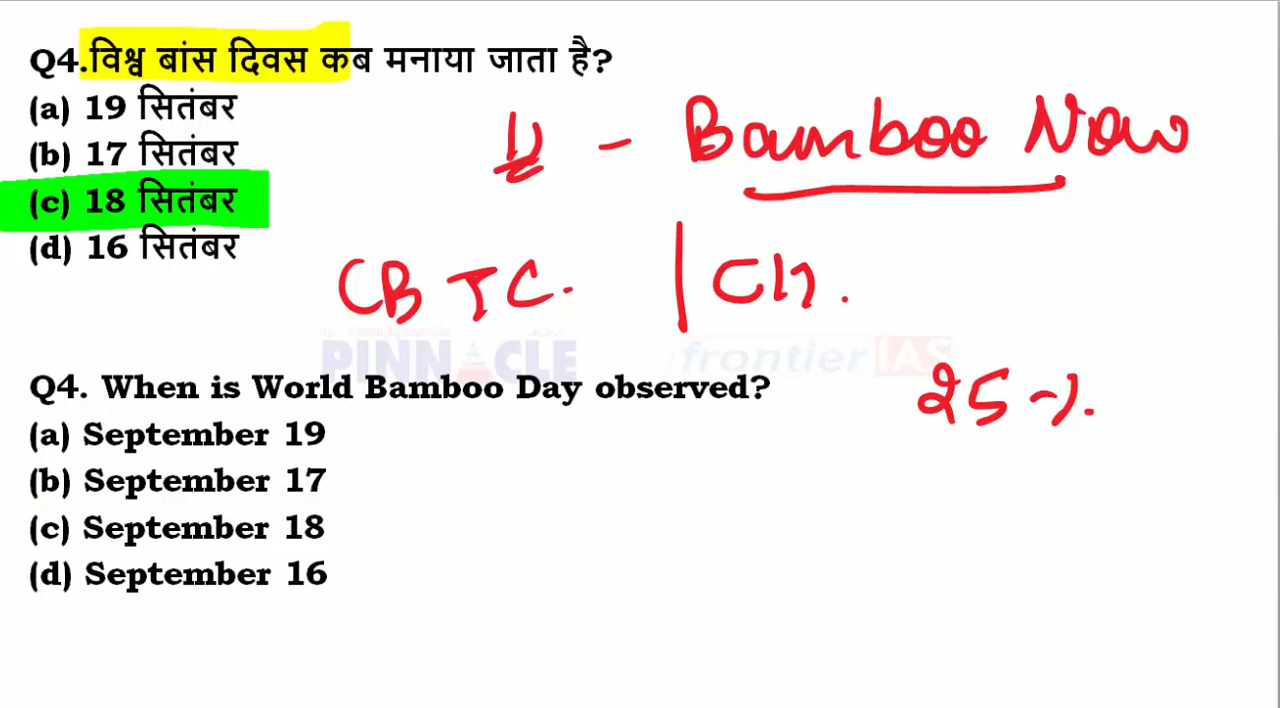 Q4.विश्व बांस दिवस कब मनाया जाता है?
(a) 19 सितंबर
(b) 17 सितंबर
(c) 18 सितंबर
(d) 16 सितंबर
Bamboo Now
CBTC. | Ch.
PINNACLE frontier IAS
25 %.
Q4. When is World Bamboo Day observed?
(a) September 19
(b) September 17
(c) September 18
(d) September 16